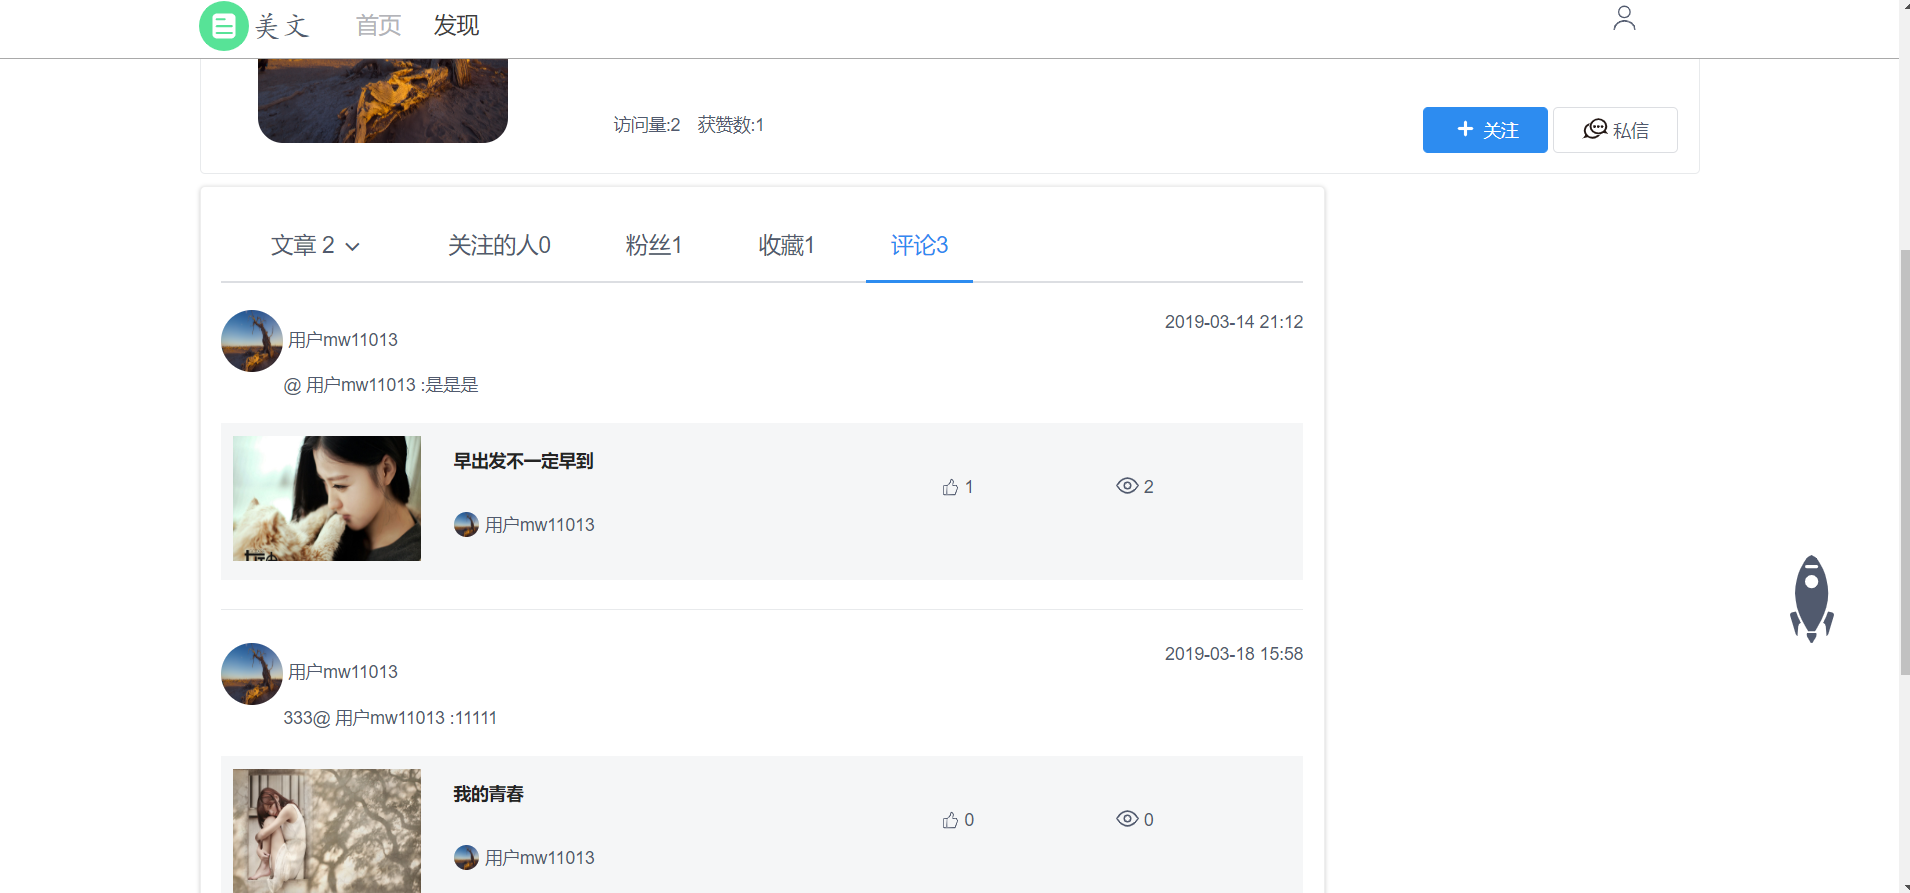 美文 首页 发现
访问量:2 获赞数:1
关注 私信
文章 2 关注的人0 粉丝1 收藏1 评论3
用户mw11013
2019-03-14 21:12
@ 用户mw11013 :是是是
早出发不一定早到
1 2
用户mw11013
用户mw11013
2019-03-18 15:58
333@ 用户mw11013 :11111
我的青春
0 0
用户mw11013